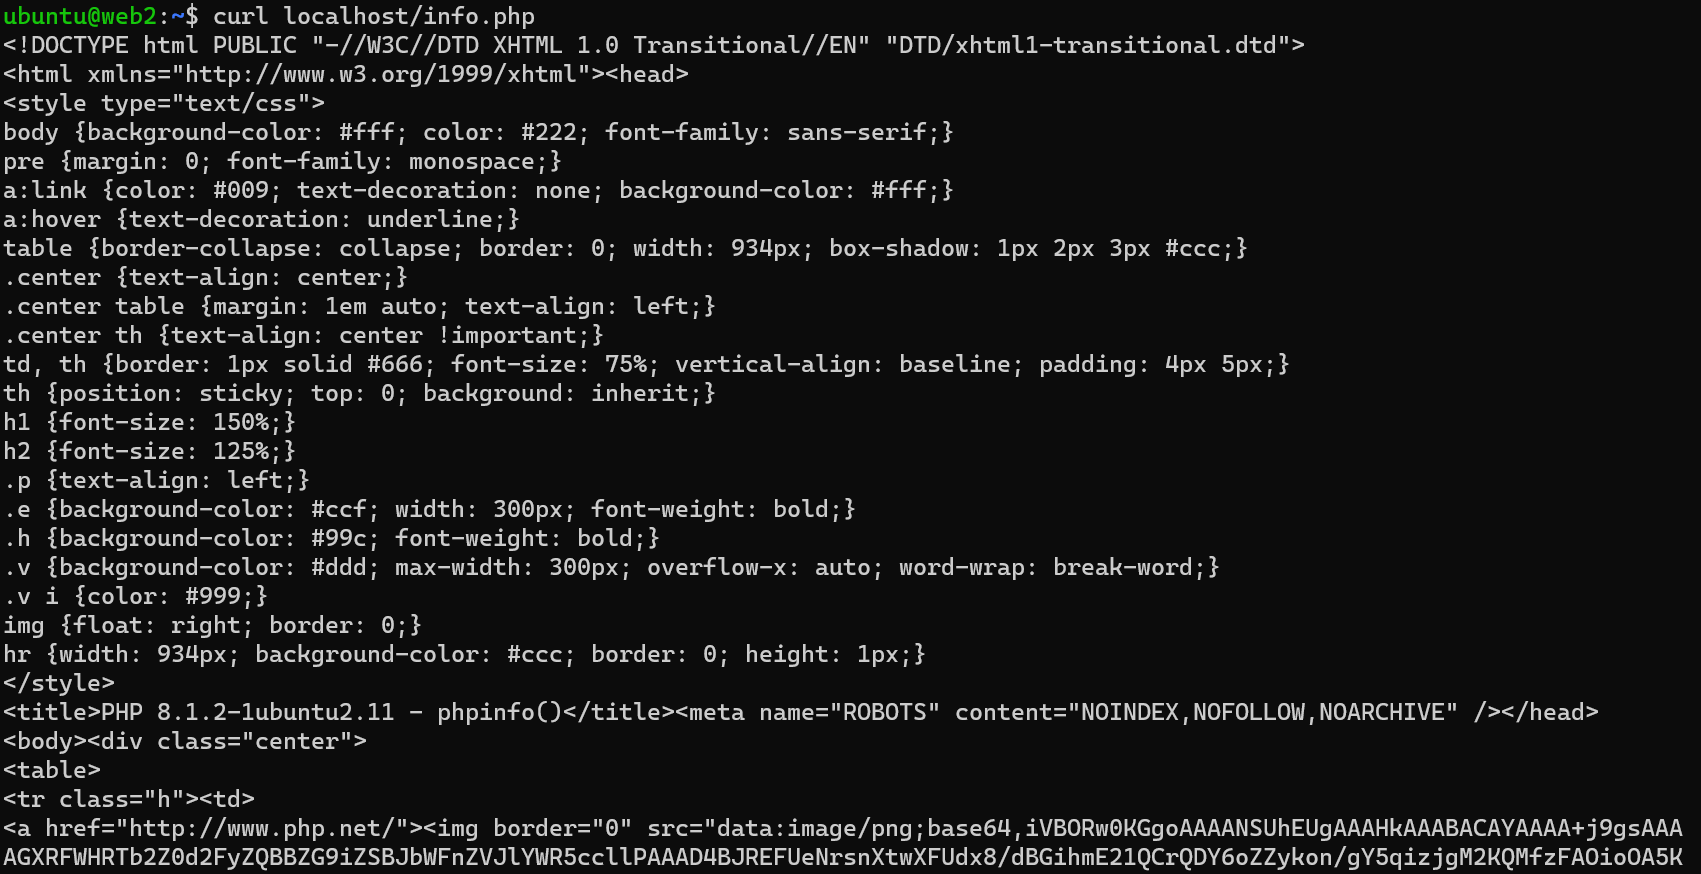 ubuntu@web2:~$ curl localhost/info.php
<!DOCTYPE html PUBLIC "-//W3C//DTD XHTML 1.0 Transitional//EN" "DTD/xhtml1-transitional.dtd">
<html xmlns="http://www.w3.org/1999/xhtml"><head>
<style type="text/css">
body {background-color: #fff; color: #222; font-family: sans-serif;}
pre {margin: 0; font-family: monospace;}
a:link {color: #009; text-decoration: none; background-color: #fff;}
a:hover {text-decoration: underline;}
table {border-collapse: collapse; border: 0; width: 934px; box-shadow: 1px 2px 3px #ccc;}
.center {text-align: center;}
.center table {margin: 1em auto; text-align: left;}
.center th {text-align: center !important;}
td, th {border: 1px solid #666; font-size: 75%; vertical-align: baseline; padding: 4px 5px;}
th {position: sticky; top: 0; background: inherit;}
h1 {font-size: 150%;}
h2 {font-size: 125%;}
.p {text-align: left;}
.e {background-color: #ccf; width: 300px; font-weight: bold;}
.h {background-color: #99c; font-weight: bold;}
.v {background-color: #ddd; max-width: 300px; overflow-x: auto; word-wrap: break-word;}
.v i {color: #999;}
img {float: right; border: 0;}
hr {width: 934px; background-color: #ccc; border: 0; height: 1px;}
</style>
<title>PHP 8.1.2-1ubuntu2.11 - phpinfo()</title><meta name="ROBOTS" content="NOINDEX,NOFOLLOW,NOARCHIVE" /></head>
<body><div class="center">
<table>
<tr class="h"><td>
<a href="http://www.php.net/"><img border="0" src="data:image/png;base64,iVBORw0KGgoAAAANSUhEUgAAAHkAAABACAYAAAA+j9gsAAA
AGXRFWHRTb2Z0d2FyZQBBZG9iZSBJbWFnZVJlYWR5ccllPAAAD4BJREFUeNrsnXtwXFUdx8/dBGihmE21QCrQDY6oZZykon/gY5qizjgM2KQMfzFAOioOA5K